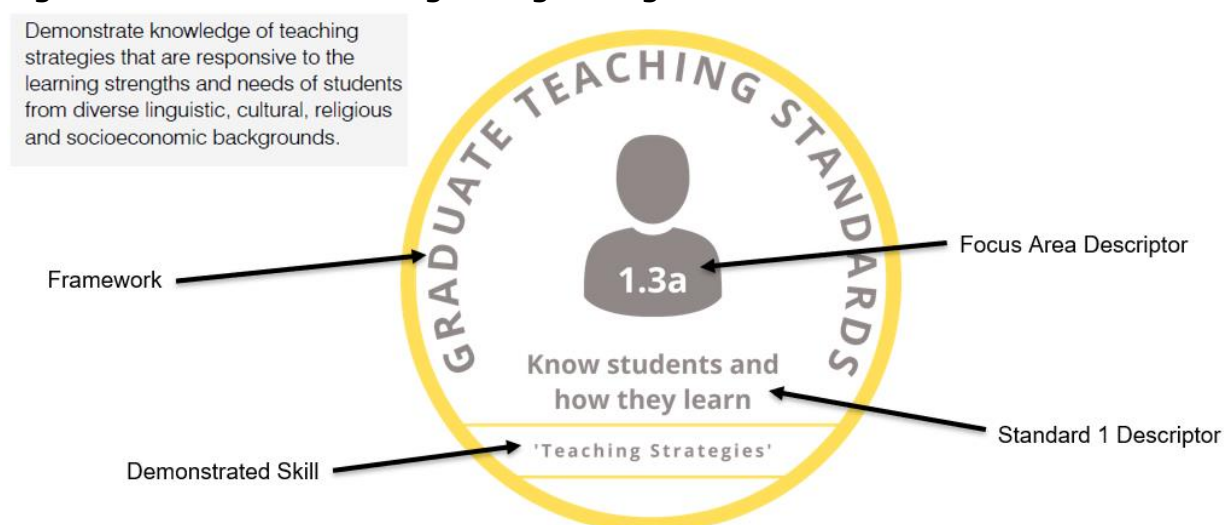 Demonstrate knowledge of teaching
strategies that are responsive to the
learning strengths and needs of students
from diverse linguistic, cultural, religious
and socioeconomic backgrounds.
GRADUATE TEACHING STANDARDS
1.3a
Know students and
how they learn
'Teaching Strategies'
Framework
Demonstrated Skill
Focus Area Descriptor
Standard 1 Descriptor